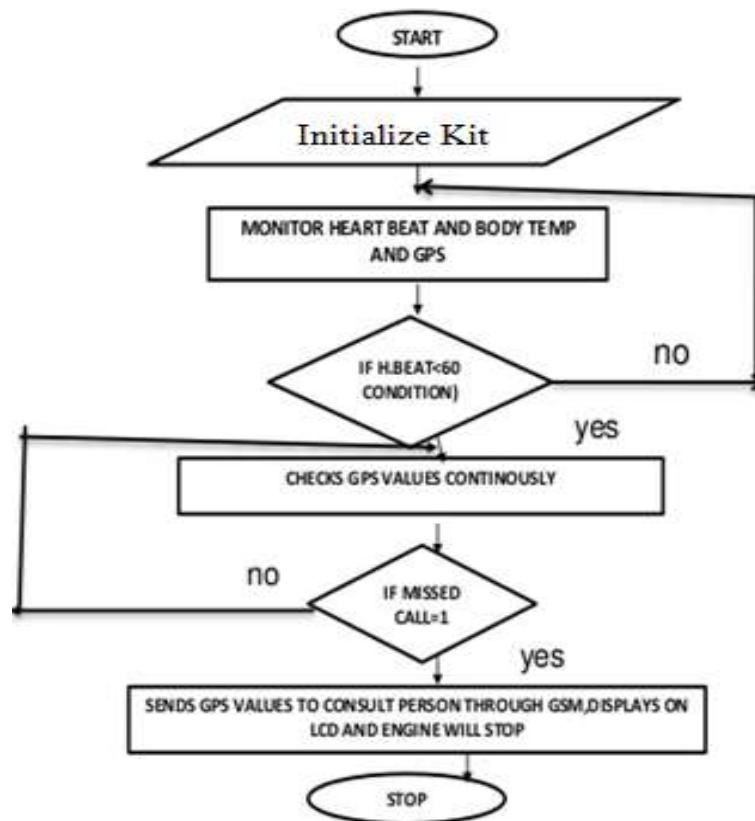 START
Initialize Kit
MONITOR HEART BEAT AND BODY TEMP
AND GPS
IF H.BEAT<60
CONDITION)
no
yes
CHECKS GPS VALUES CONTINOUSLY
no
IF MISSED
CALL=1
yes
SENDS GPS VALUES TO CONSULT PERSON THROUGH GSM,DISPLAYS ON
LCD AND ENGINE WILL STOP
STOP